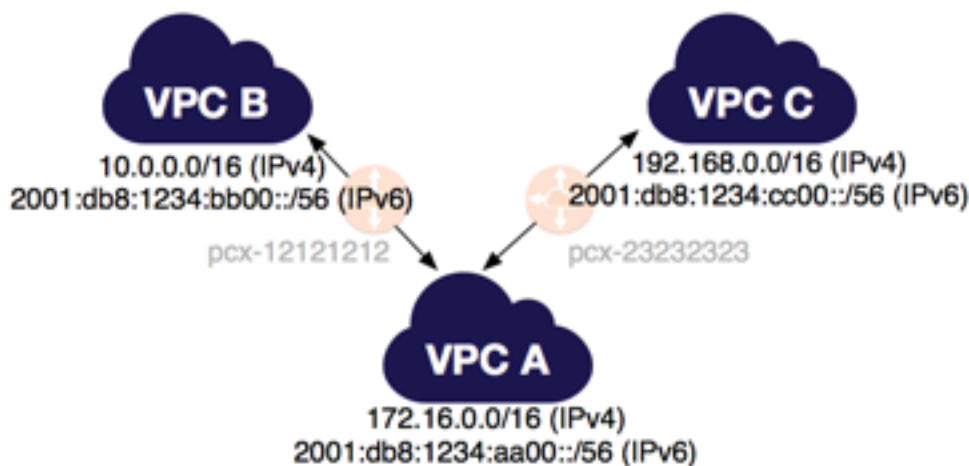 VPC B
VPC C
10.0.0.0/16 (IPv4)
2001:db8:1234:bb00::/56 (IPv6)
192.168.0.0/16 (IPv4)
2001:db8:1234:cc00::/56 (IPv6)
pcx-12121212
pcx-23232323
VPC A
172.16.0.0/16 (IPv4)
2001:db8:1234:aa00::/56 (IPv6)